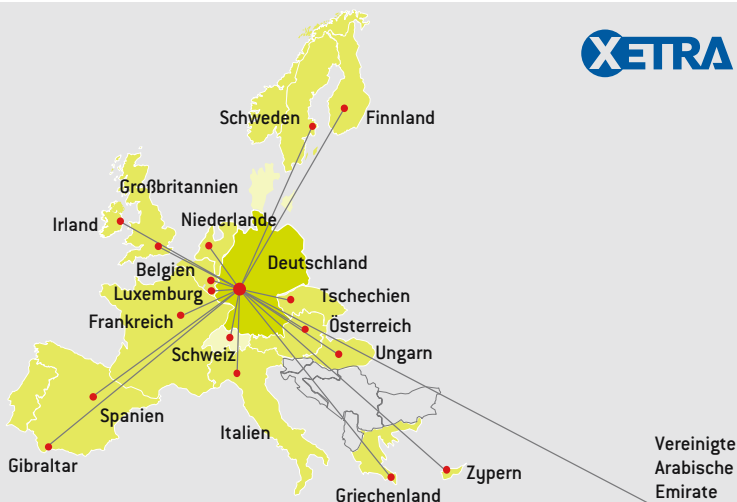 XETRA
Schweden
Finnland
Großbritannien
Irland
Niederlande
Belgien
Deutschland
Luxemburg
Tschechien
Frankreich
Österreich
Schweiz
Ungarn
Spanien
Italien
Gibraltar
Zypern
Griechenland
Vereinigte
Arabische
Emirate